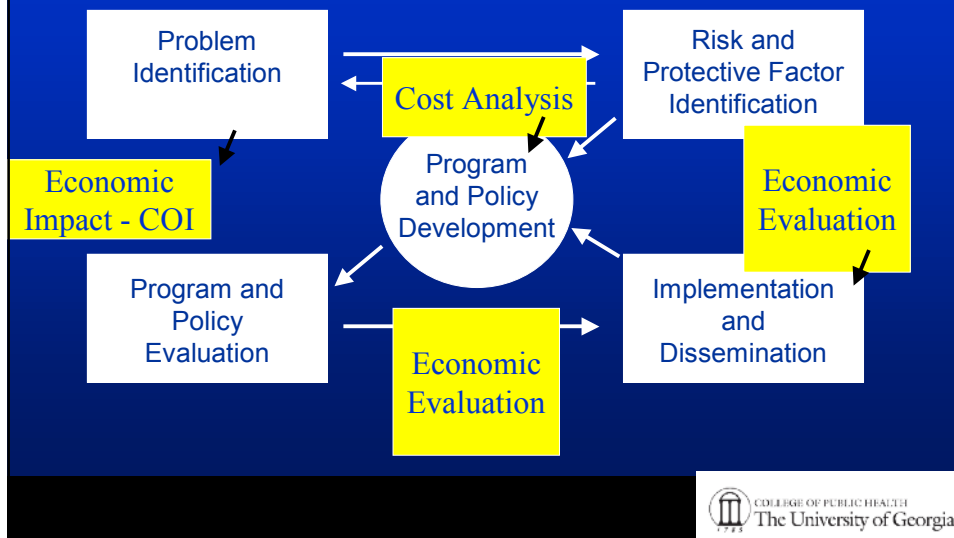 Problem
Identification
Risk and
Protective Factor
Identification
Cost Analysis
Economic
Impact - COI
Program
and Policy
Development
Economic
Evaluation
Program and
Policy
Evaluation
Economic
Evaluation
Implementation
and
Dissemination
COLLEGE OF PUBLIC HEALTH
The University of Georgia
1785